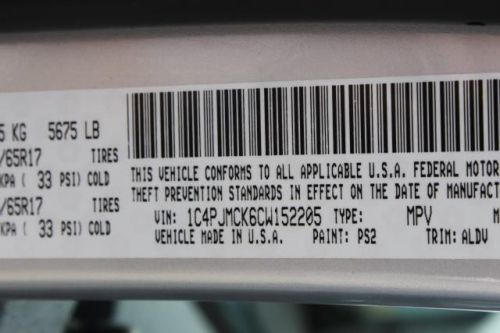 5 KG 5675 LB
/65R17 TIRES
KPA ( 33 PSI) COLD
/65R17 TIRES
KPA ( 33 PSI) COLD
THIS VEHICLE CONFORMS TO ALL APPLICABLE U.S.A. FEDERAL MOTOR
THEFT PREVENTION STANDARDS IN EFFECT ON THE DATE OF MANUFACT
VIN: 1C4PJMCK6CW152205 TYPE: MPV
VEHICLE MADE IN U.S.A. PAINT: PS2 TRIM: ALDV